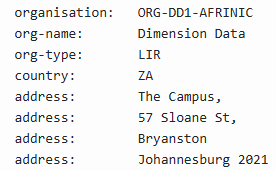 organisation: ORG-DD1-AFRINIC
org-name: Dimension Data
org-type: LIR
country: ZA
address: The Campus,
address: 57 Sloane St,
address: Bryanston
address: Johannesburg 2021